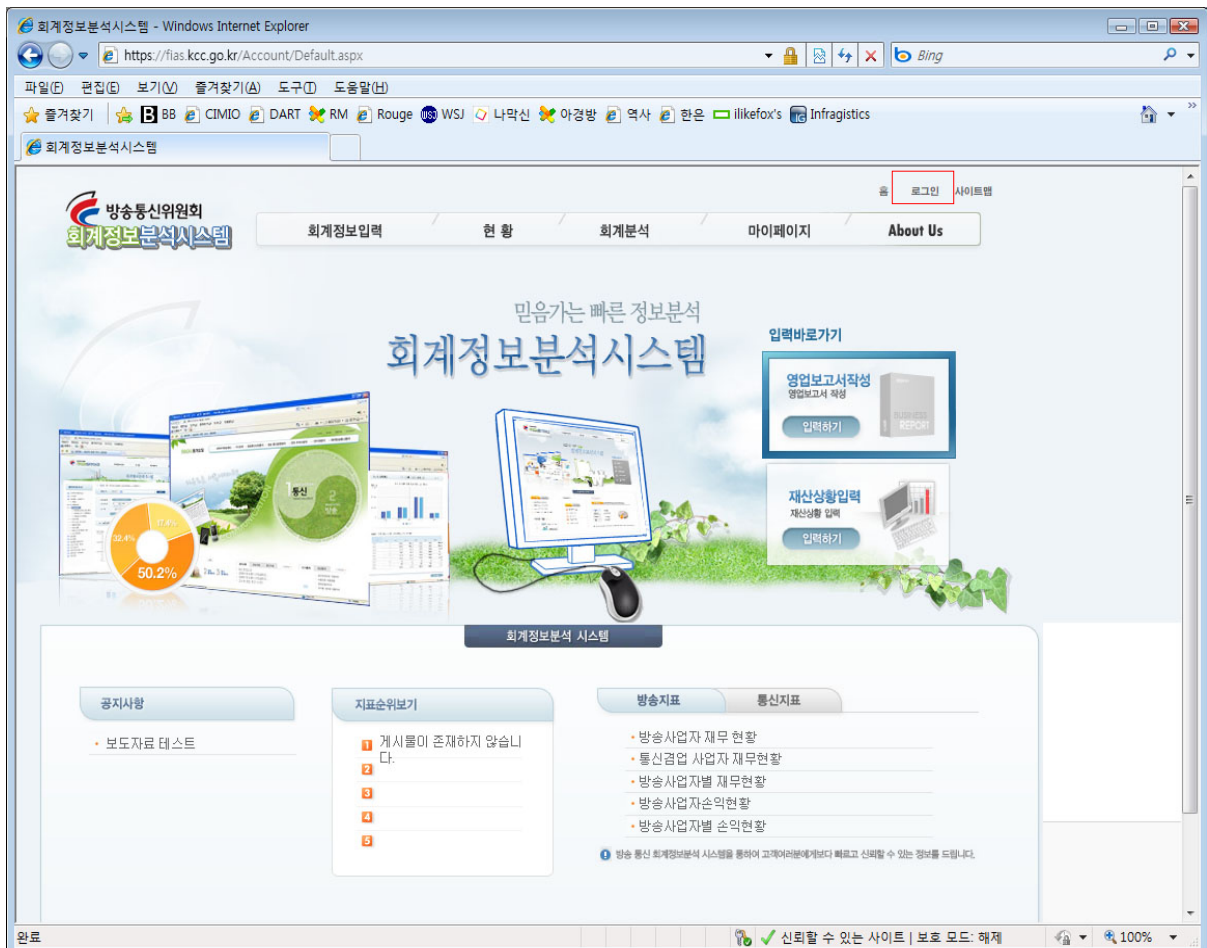 회계정보분석시스템 - Windows Internet Explorer
https://fias.kcc.go.kr/Account/Default.aspx
Bing
파일(F) 편집(E) 보기(V) 즐겨찾기(A) 도구(T) 도움말(H)
즐겨찾기 BB CIMIO DART RM Rouge WSJ 나막신 아경방 역사 한은 ilikefox's Infragistics
회계정보분석시스템
홈 로그인 사이트맵
방송통신위원회
회계정보분석시스템
회계정보입력 현 황 회계분석 마이페이지 About Us
믿음가는 빠른 정보분석
회계정보분석시스템
입력바로가기
영업보고서작성
영업보고서 작성
입력하기
BUSINESS
REPORT
재산상황입력
재산상황 입력
입력하기
1 통신
2 방송
17.4%
32.4%
50.2%
회계정보분석 시스템
공지사항
보도자료 테스트
지표순위보기
1 게시물이 존재하지 않습니
다.
2
3
4
5
방송지표 통신지표
방송사업자 재무 현황
통신겸업 사업자 재무현황
방송사업자별 재무현황
방송사업자손익현황
방송사업자별 손익현황
방송 통신 회계정보분석 시스템을 통하여 고객여러분에게보다 빠르고 신뢰할 수 있는 정보를 드립니다.
완료
신뢰할 수 있는 사이트 | 보호 모드: 해제
100%